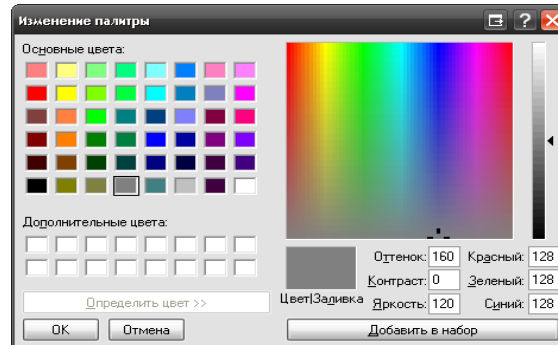 Изменение палитры
Основные цвета:
Дополнительные цвета:
Определить цвет >>
OK Отмена
Цвет|Заливка
Оттенок: 160 Красный: 128
Контраст: 0 Зеленый: 128
Яркость: 120 Синий: 128
Добавить в набор